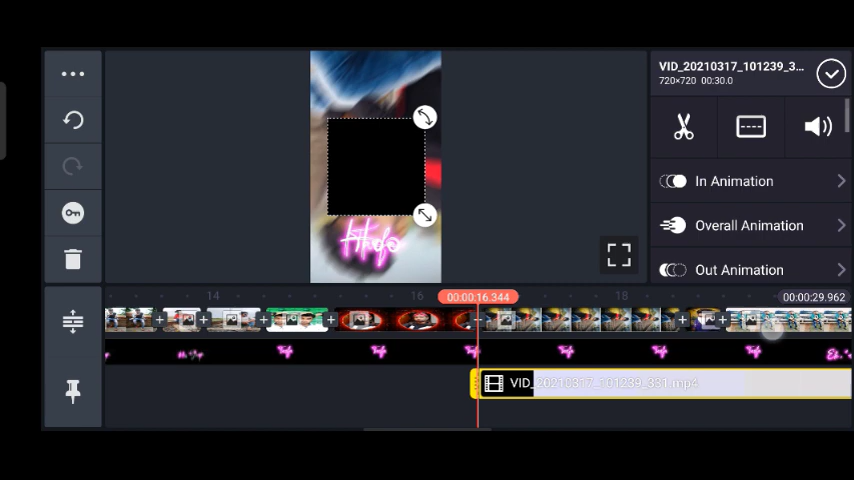 VID_20210317_101239_3...
720×720 00:30.0
In Animation
Overall Animation
Out Animation
14
00:00:16.344
16
18
00:00:29.962
VID_20210317_101239_331.mp4